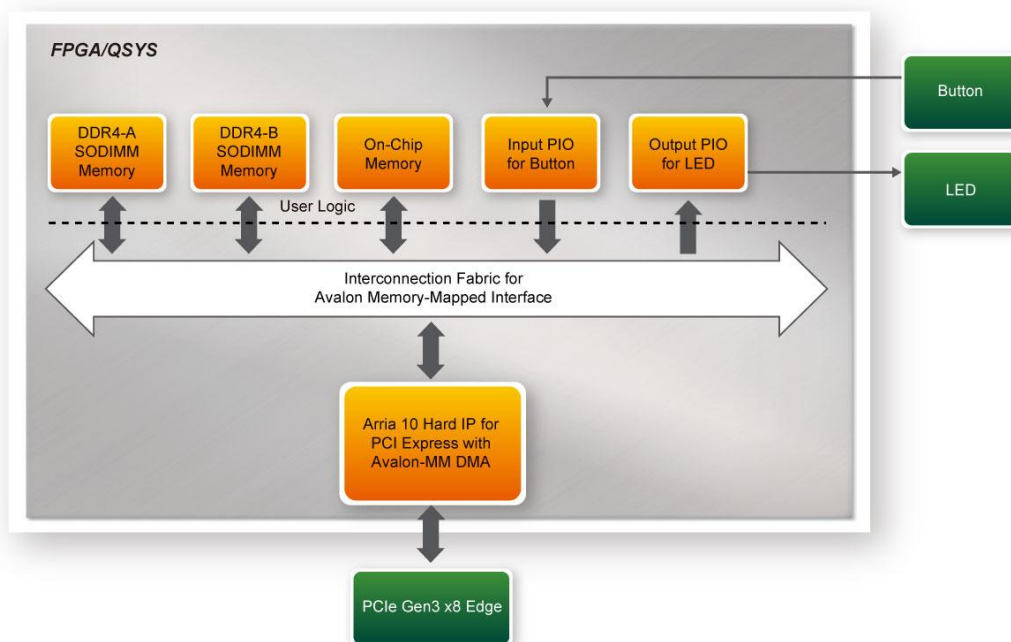 FPGA/QSYS
Button
DDR4-A
SODIMM
Memory
DDR4-B
SODIMM
Memory
On-Chip
Memory
Input PIO
for Button
Output PIO
for LED
LED
User Logic
Interconnection Fabric for
Avalon Memory-Mapped Interface
Arria 10 Hard IP for
PCI Express with
Avalon-MM DMA
PCIe Gen3 x8 Edge